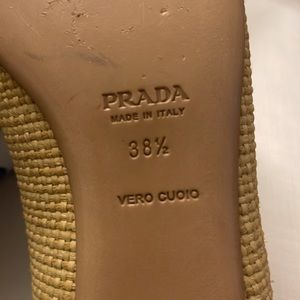 PRADA
MADE IN ITALY
38½
VERO CUOIO